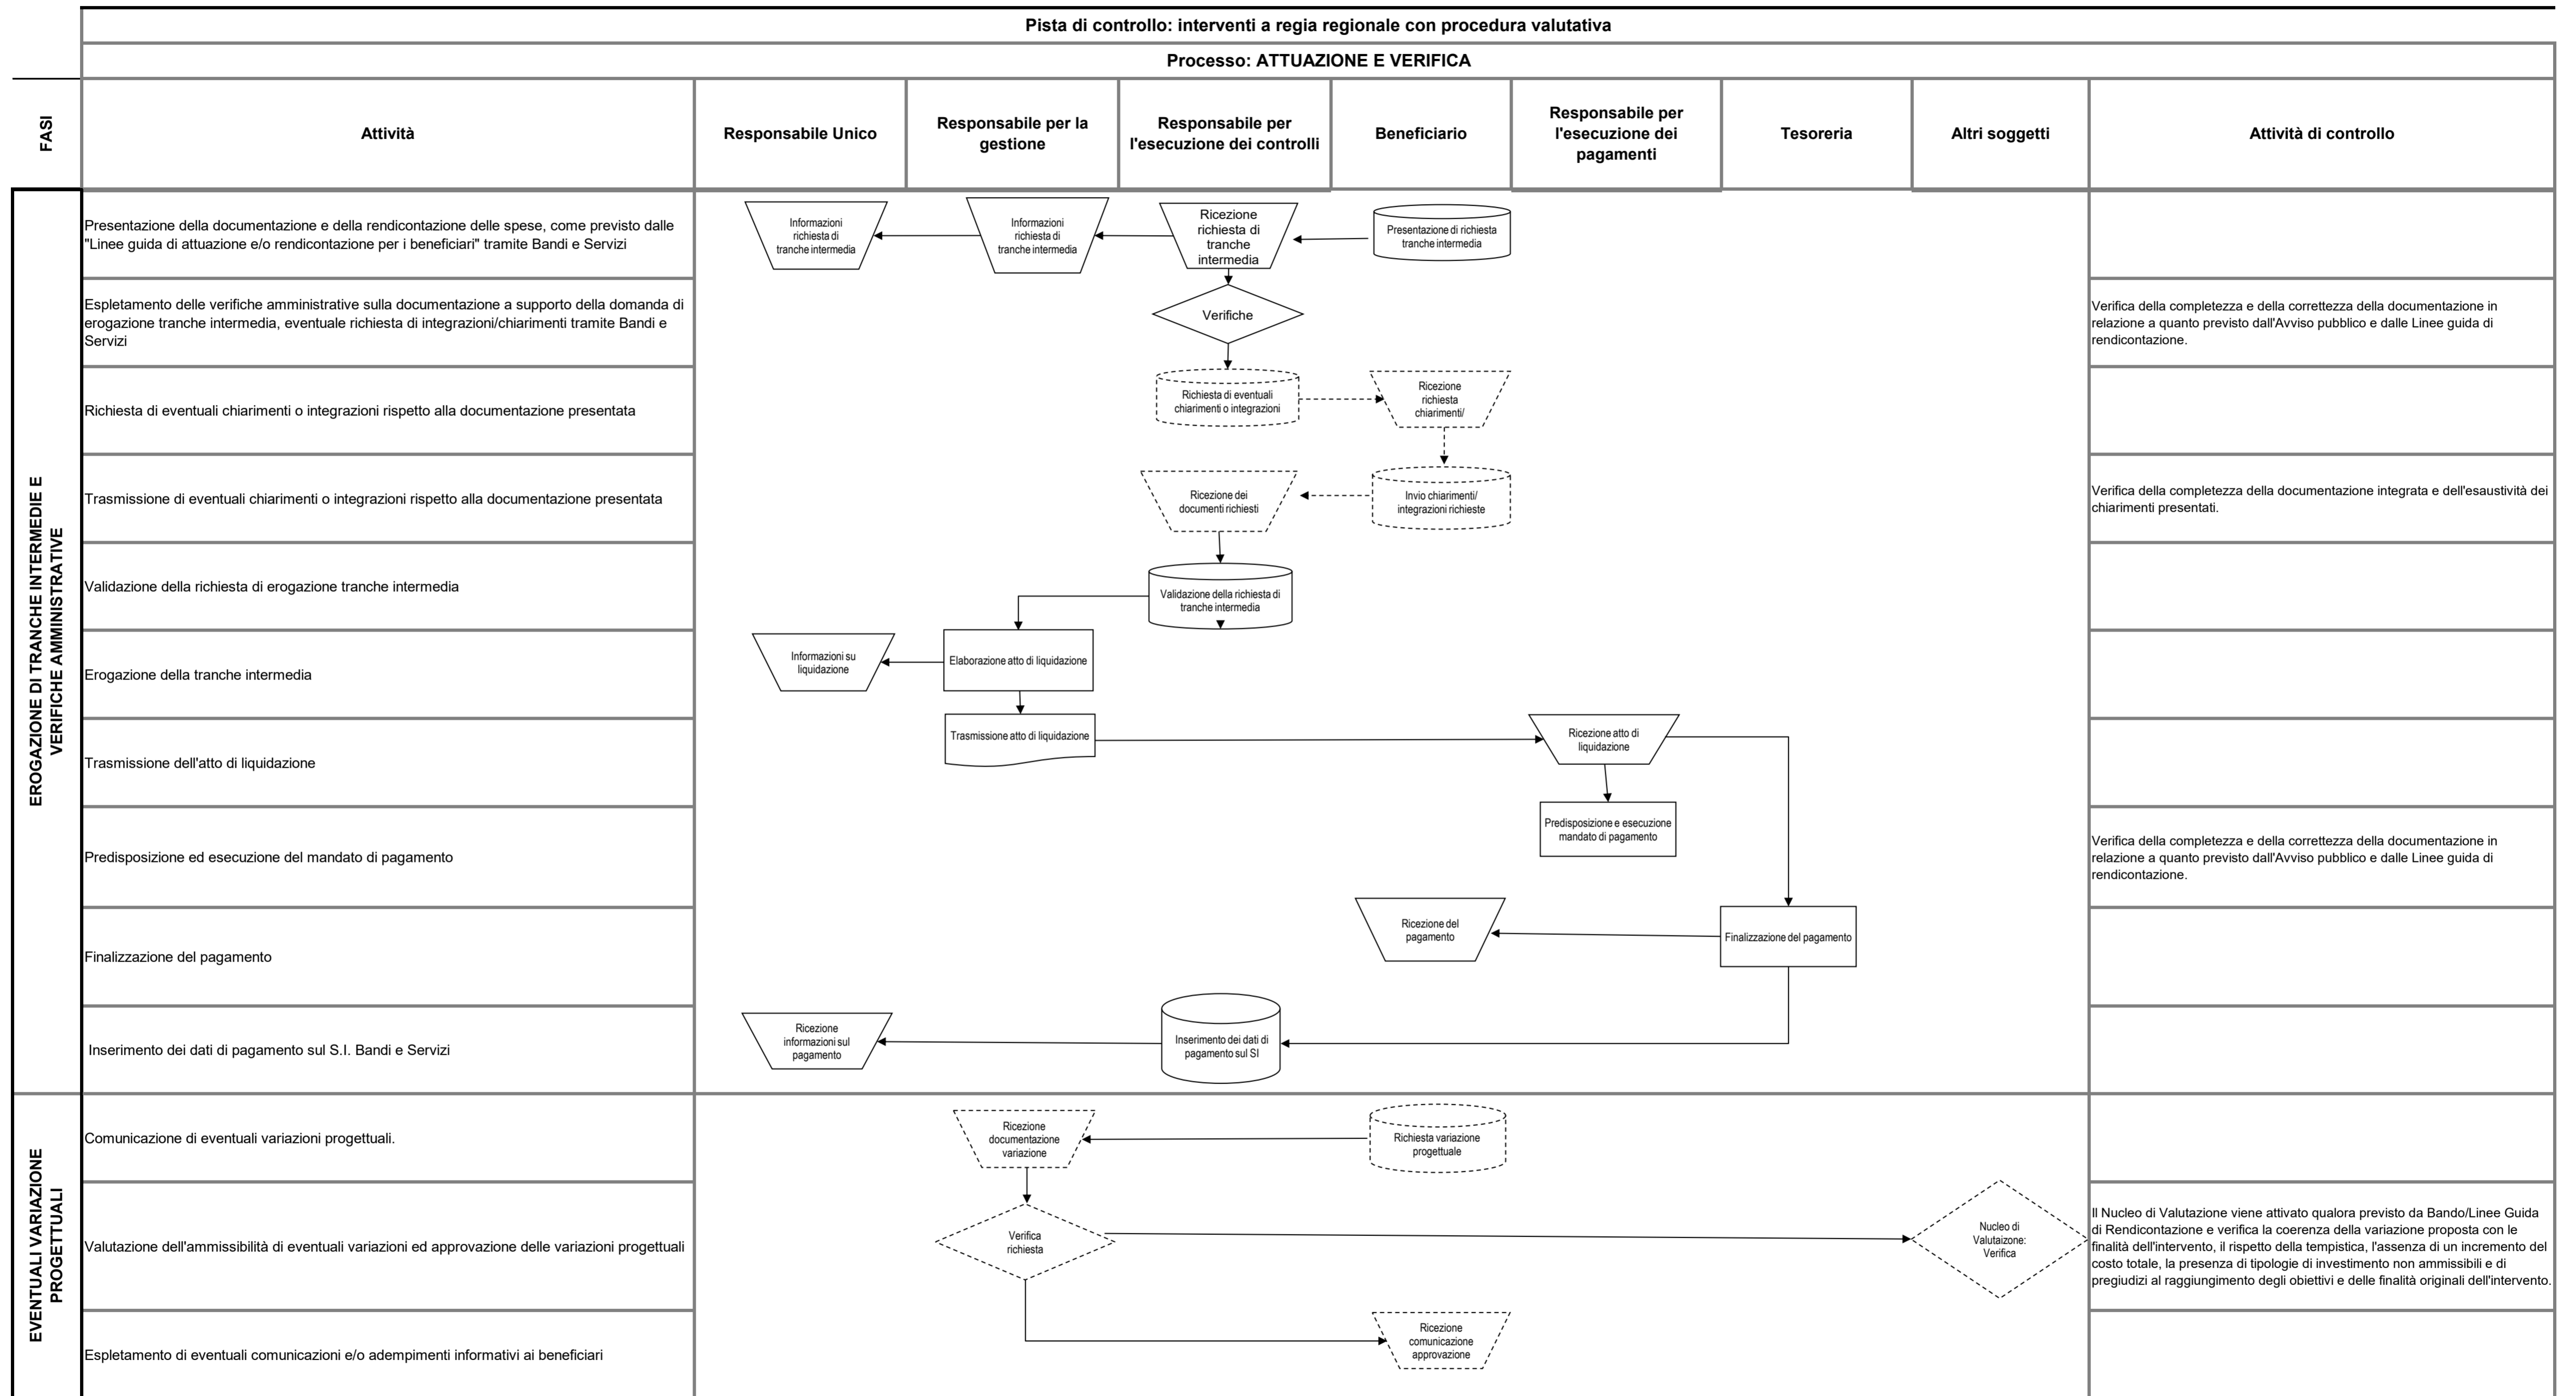 Pista di controllo: interventi a regia regionale con procedura valutativa
Processo: ATTUAZIONE E VERIFICA
FASI
Attività
Responsabile Unico
Responsabile per la
gestione
Responsabile per
l'esecuzione dei controlli
Beneficiario
Responsabile per
l'esecuzione dei
pagamenti
Tesoreria
Altri soggetti
Attività di controllo
EROGAZIONE DI TRANCHE INTERMEDIE E
VERIFICHE AMMINISTRATIVE
Presentazione della documentazione e della rendicontazione delle spese, come previsto dalle
"Linee guida di attuazione e/o rendicontazione per i beneficiari" tramite Bandi e Servizi
Informazioni
richiesta di
tranche intermedia
Informazioni
richiesta di
tranche intermedia
Ricezione
richiesta di
tranche
intermedia
Presentazione di richiesta
tranche intermedia
Espletamento delle verifiche amministrative sulla documentazione a supporto della domanda di
erogazione tranche intermedia, eventuale richiesta di integrazioni/chiarimenti tramite Bandi e
Servizi
Verifiche
Verifica della completezza e della correttezza della documentazione in
relazione a quanto previsto dall'Avviso pubblico e dalle Linee guida di
rendicontazione.
Richiesta di eventuali chiarimenti o integrazioni rispetto alla documentazione presentata
Richiesta di eventuali
chiarimenti o integrazioni
Ricezione
richiesta
chiarimenti/
Trasmissione di eventuali chiarimenti o integrazioni rispetto alla documentazione presentata
Ricezione dei
documenti richiesti
Invio chiarimenti/
integrazioni richieste
Verifica della completezza della documentazione integrata e dell'esaustività dei
chiarimenti presentati.
Validazione della richiesta di erogazione tranche intermedia
Validazione della richiesta di
tranche intermedia
Erogazione della tranche intermedia
Informazioni su
liquidazione
Elaborazione atto di liquidazione
Trasmissione dell'atto di liquidazione
Trasmissione atto di liquidazione
Ricezione atto di
liquidazione
Predisposizione ed esecuzione del mandato di pagamento
Predisposizione e esecuzione
mandato di pagamento
Verifica della completezza e della correttezza della documentazione in
relazione a quanto previsto dall'Avviso pubblico e dalle Linee guida di
rendicontazione.
Finalizzazione del pagamento
Ricezione del
pagamento
Finalizzazione del pagamento
Inserimento dei dati di pagamento sul S.I. Bandi e Servizi
Ricezione
informazioni sul
pagamento
Inserimento dei dati di
pagamento sul SI
EVENTUALI VARIAZIONE
PROGETTUALI
Comunicazione di eventuali variazioni progettuali.
Ricezione
documentazione
variazione
Richiesta variazione
progettuale
Valutazione dell'ammissibilità di eventuali variazioni ed approvazione delle variazioni progettuali
Verifica
richiesta
Nucleo di
Valutaizone:
Verifica
Il Nucleo di Valutazione viene attivato qualora previsto da Bando/Linee Guida
di Rendicontazione e verifica la coerenza della variazione proposta con le
finalità dell'intervento, il rispetto della tempistica, l'assenza di un incremento del
costo totale, la presenza di tipologie di investimento non ammissibili e di
pregiudizi al raggiungimento degli obiettivi e delle finalità originali dell'intervento.
Espletamento di eventuali comunicazioni e/o adempimenti informativi ai beneficiari
Ricezione
comunicazione
approvazione